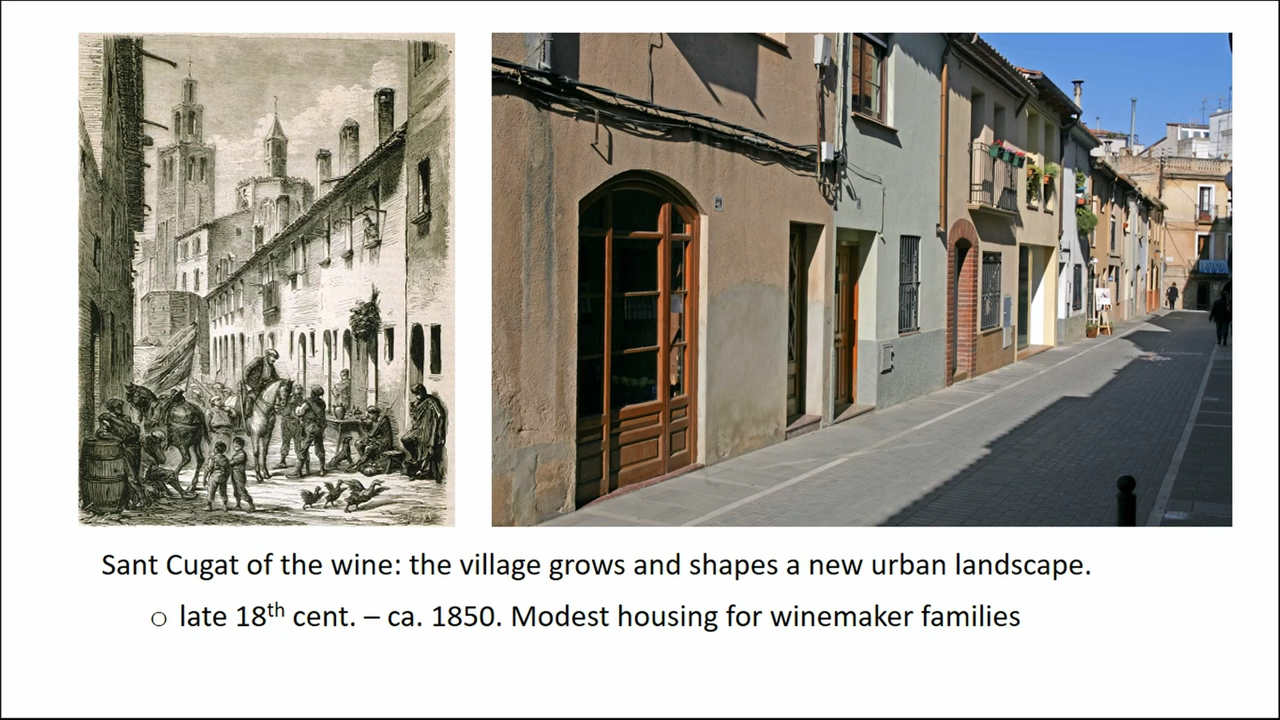 Sant Cugat of the wine: the village grows and shapes a new urban landscape.
○ late 18th cent. – ca. 1850. Modest housing for winemaker families